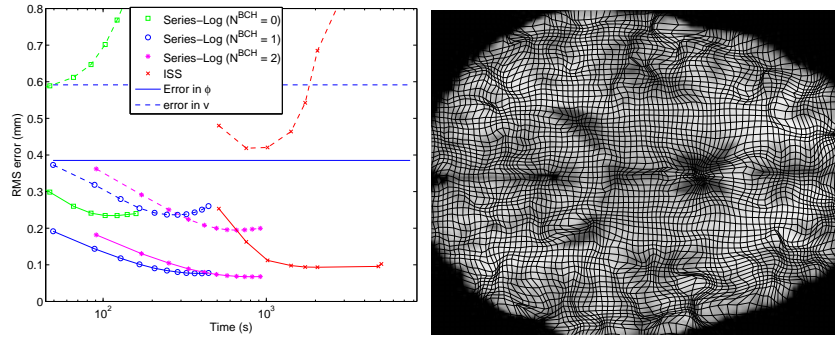 0.8
0.7
0.6
0.5
0.4
0.3
0.2
0.1
0
RMS error (mm)
Series-Log (N^BCH = 0)
Series-Log (N^BCH = 1)
Series-Log (N^BCH = 2)
ISS
Error in ϕ
error in v
10^2
10^3
Time (s)